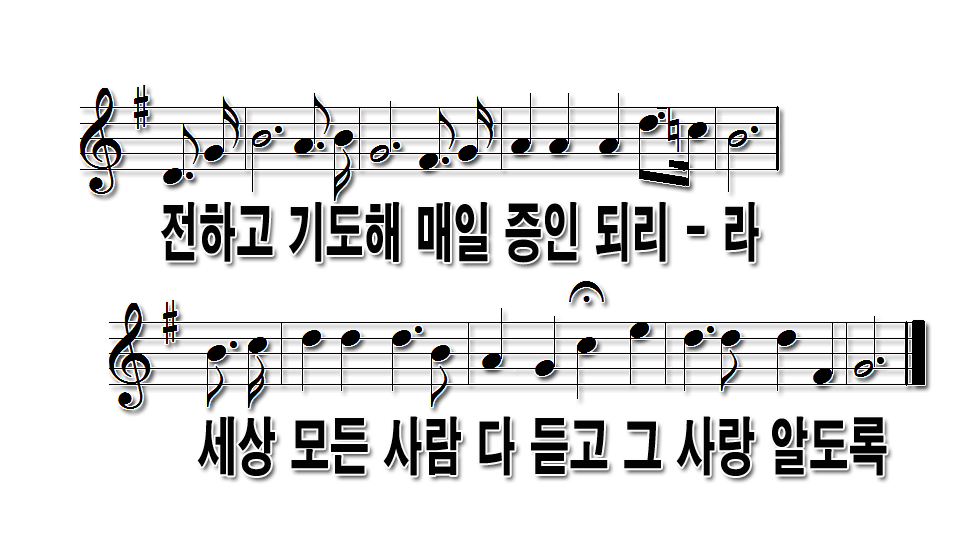 전하고 기도해 매일 증인 되리 - 라
세상 모든 사람 다 듣고 그 사랑 알도록